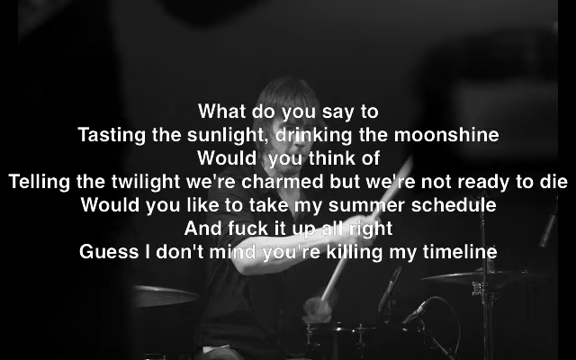 What do you say to
Tasting the sunlight, drinking the moonshine
Would  you think of
Telling the twilight we're charmed but we're not ready to die
Would you like to take my summer schedule
And fuck it up all right
Guess I don't mind you're killing my timeline